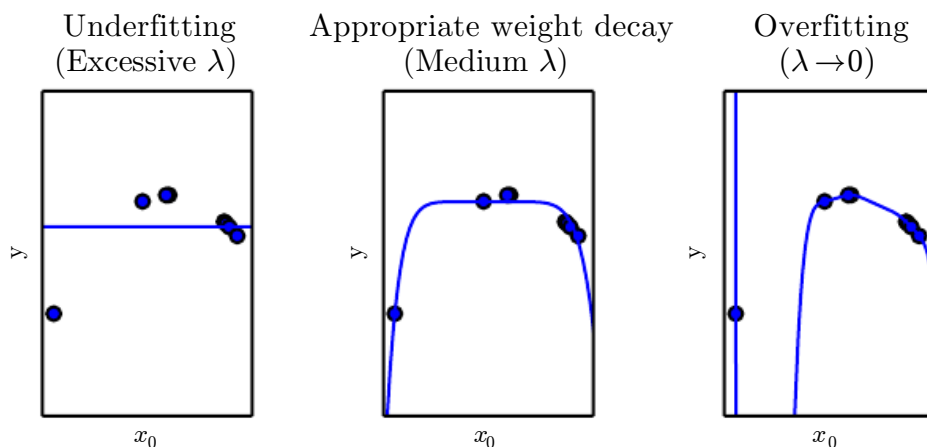 Underfitting
(Excessive λ)
Appropriate weight decay
(Medium λ)
Overfitting
(λ→0)
y
y
y
x₀
x₀
x₀